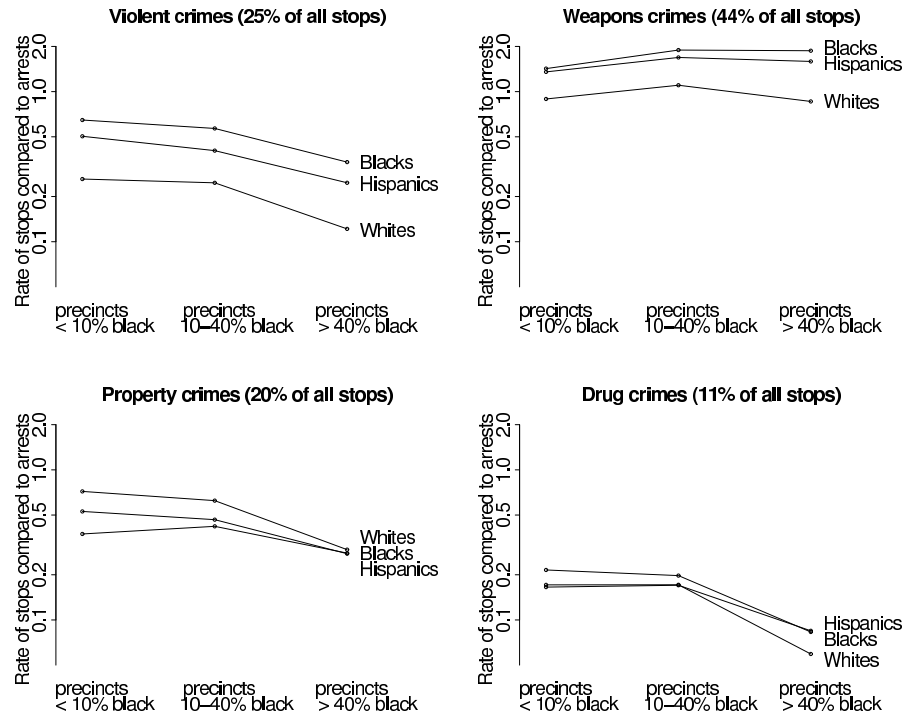 Violent crimes (25% of all stops)
Rate of stops compared to arrests
2.0
1.0
0.5
0.2
0.1
Blacks
Hispanics
Whites
precincts
< 10% black
precincts
10–40% black
precincts
> 40% black
Weapons crimes (44% of all stops)
Rate of stops compared to arrests
2.0
1.0
0.5
0.2
0.1
Blacks
Hispanics
Whites
precincts
< 10% black
precincts
10–40% black
precincts
> 40% black
Property crimes (20% of all stops)
Rate of stops compared to arrests
2.0
1.0
0.5
0.2
0.1
Whites
Blacks
Hispanics
precincts
< 10% black
precincts
10–40% black
precincts
> 40% black
Drug crimes (11% of all stops)
Rate of stops compared to arrests
2.0
1.0
0.5
0.2
0.1
Hispanics
Blacks
Whites
precincts
< 10% black
precincts
10–40% black
precincts
> 40% black